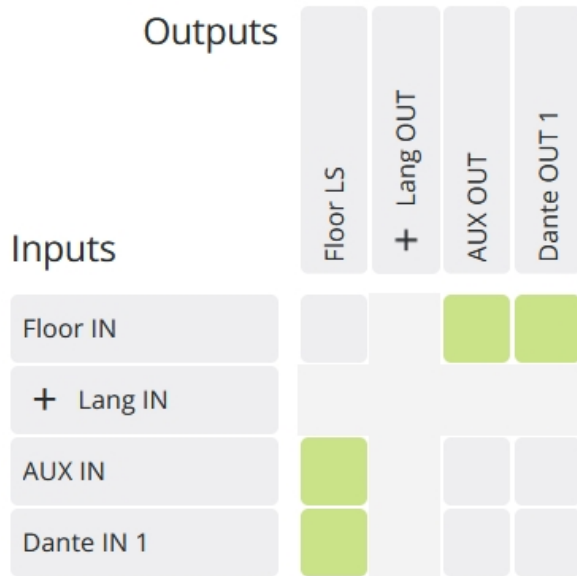 Outputs
Floor LS
+ Lang OUT
AUX OUT
Dante OUT 1
Inputs
Floor IN
+ Lang IN
AUX IN
Dante IN 1